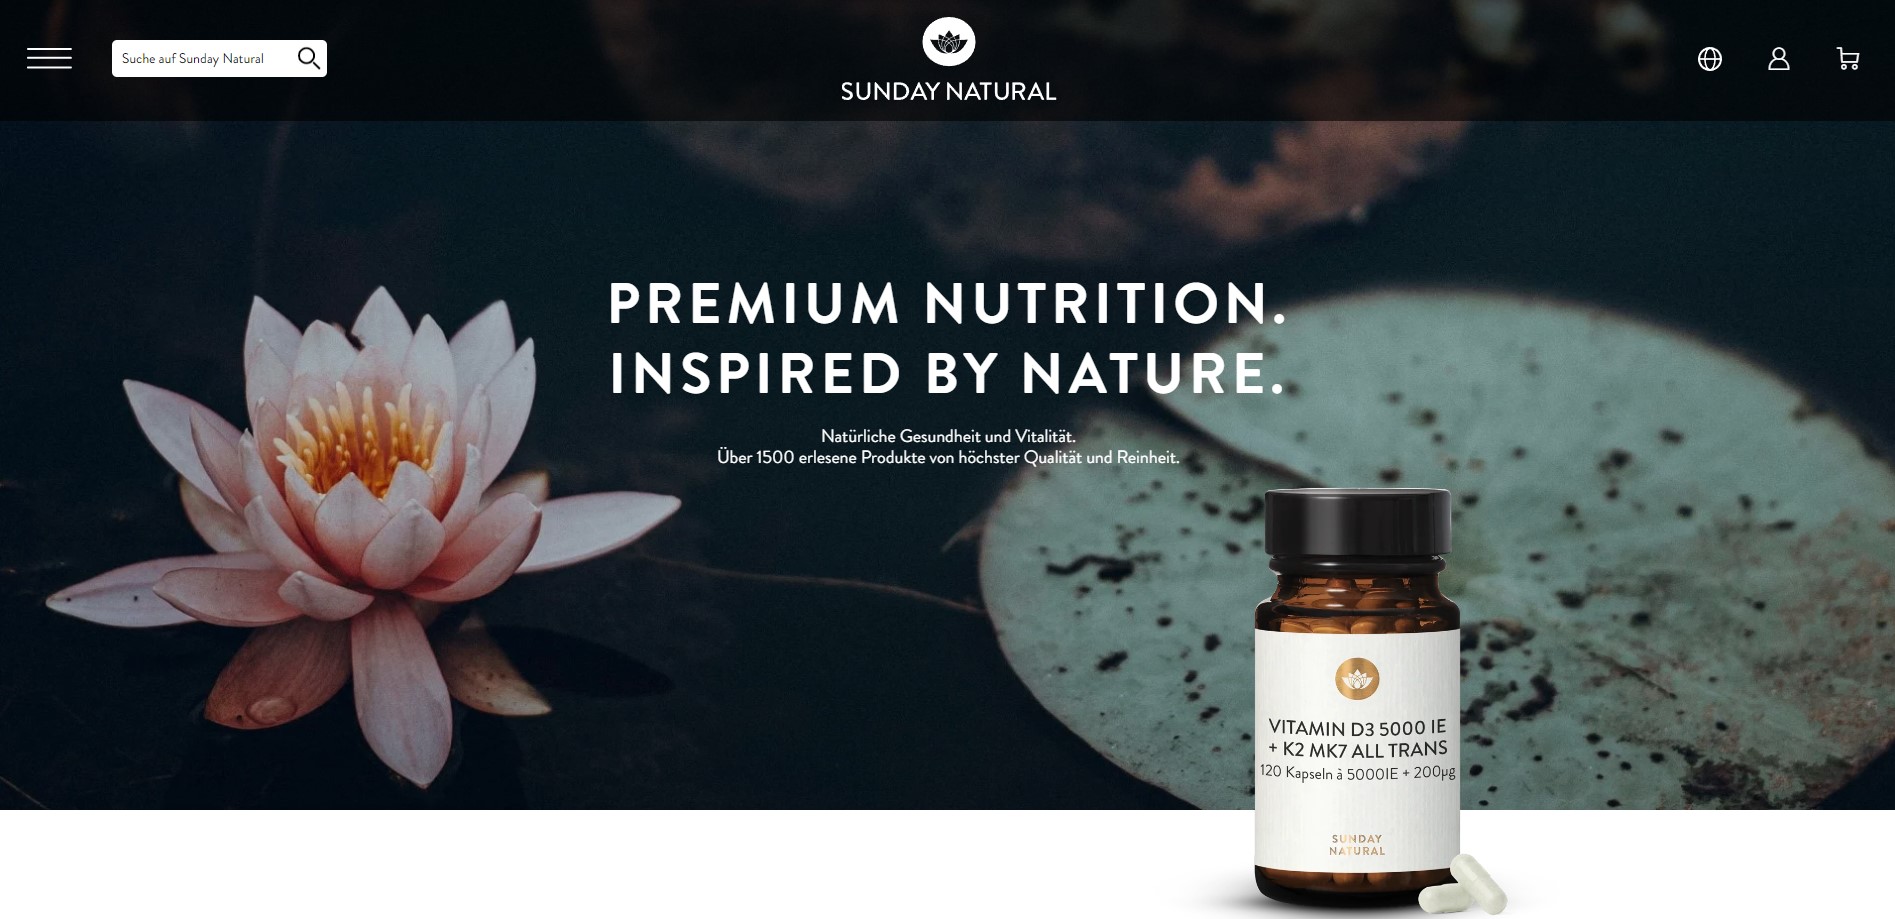 Suche auf Sunday Natural
SUNDAY NATURAL
PREMIUM NUTRITION.
INSPIRED BY NATURE.
Natürliche Gesundheit und Vitalität.
Über 1500 erlesene Produkte von höchster Qualität und Reinheit.
VITAMIN D3 5000 IE
+ K2 MK7 ALL TRANS
120 Kapseln à 5000IE + 200µg
SUNDAY
NATURAL